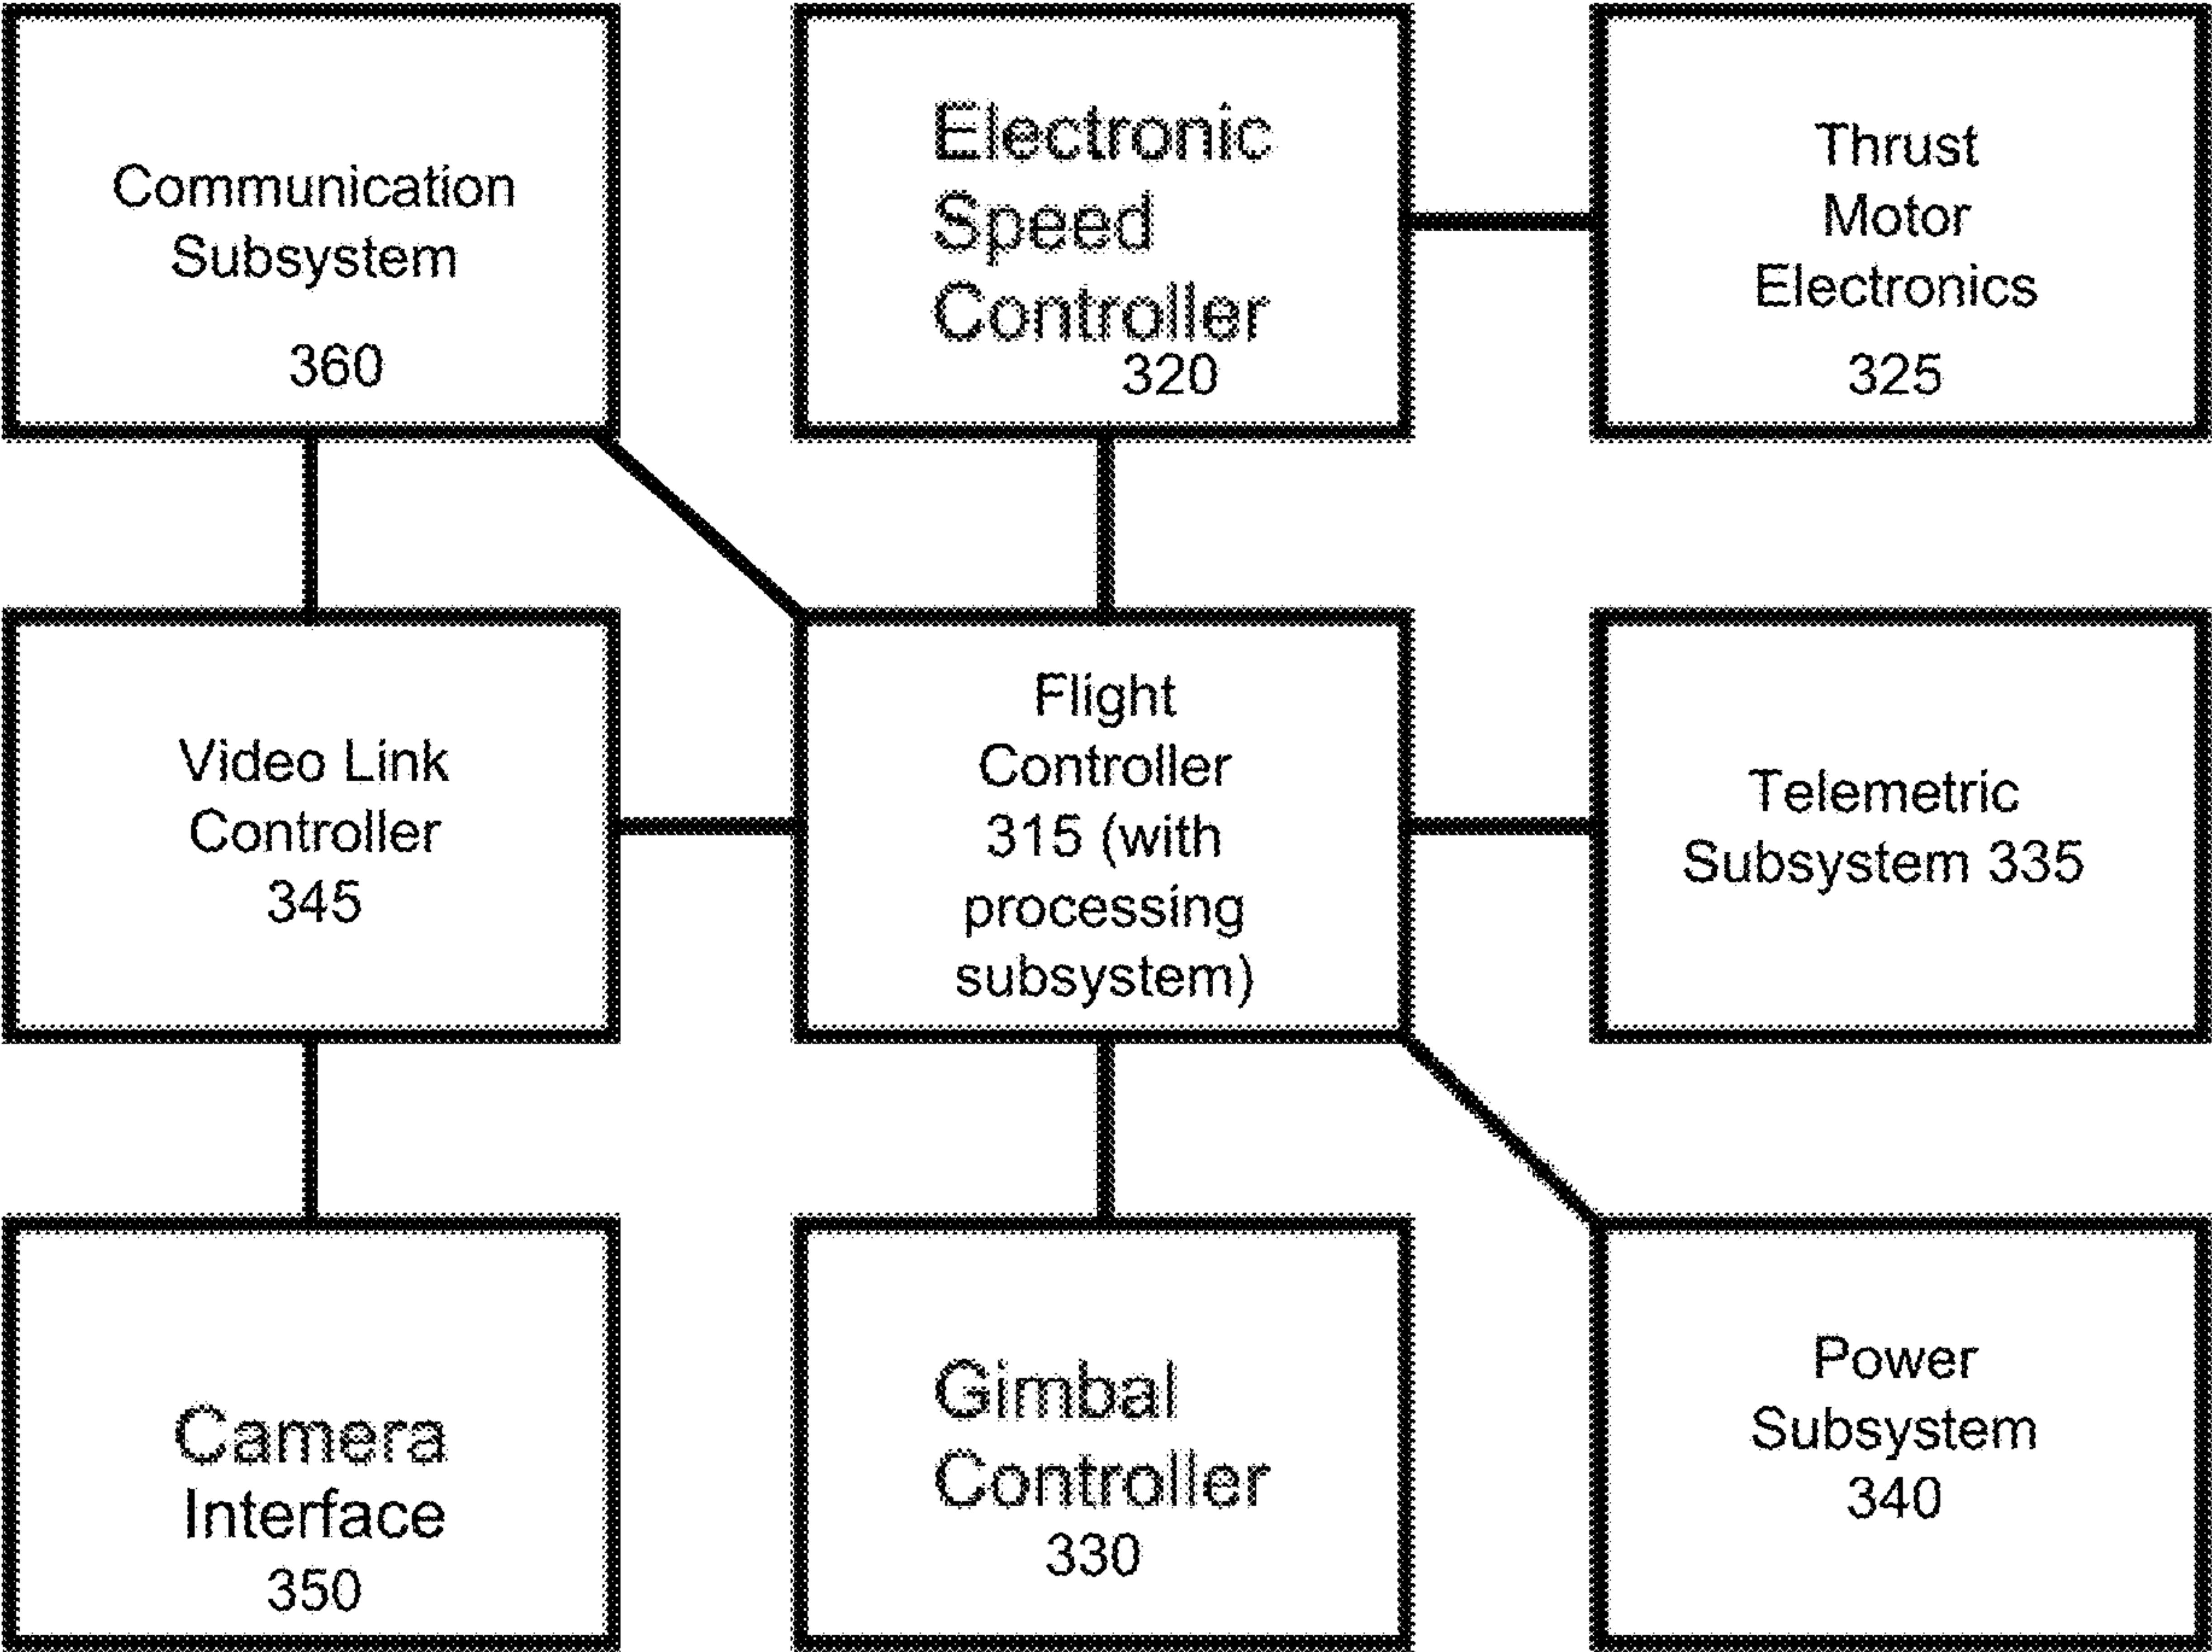 Communication
Subsystem
360
Electronic
Speed
Controller
320
Thrust
Motor
Electronics
325
Video Link
Controller
345
Flight
Controller
315 (with
processing
subsystem)
Telemetric
Subsystem 335
Camera
Interface
350
Gimbal
Controller
330
Power
Subsystem
340